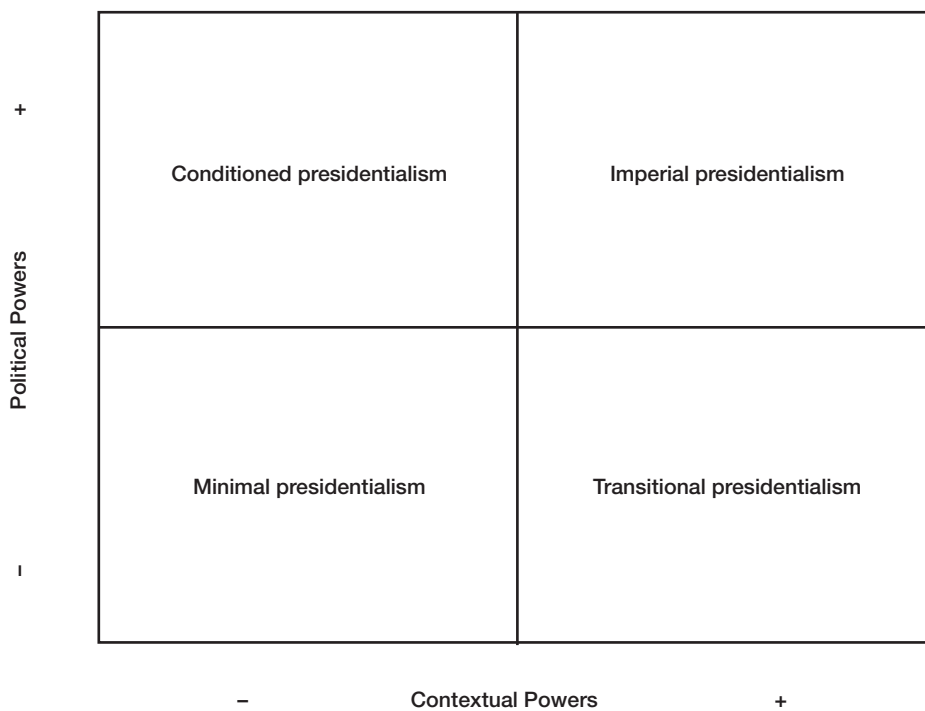 +
Conditioned presidentialism
Imperial presidentialism
Political Powers
Minimal presidentialism
Transitional presidentialism
–
– Contextual Powers +